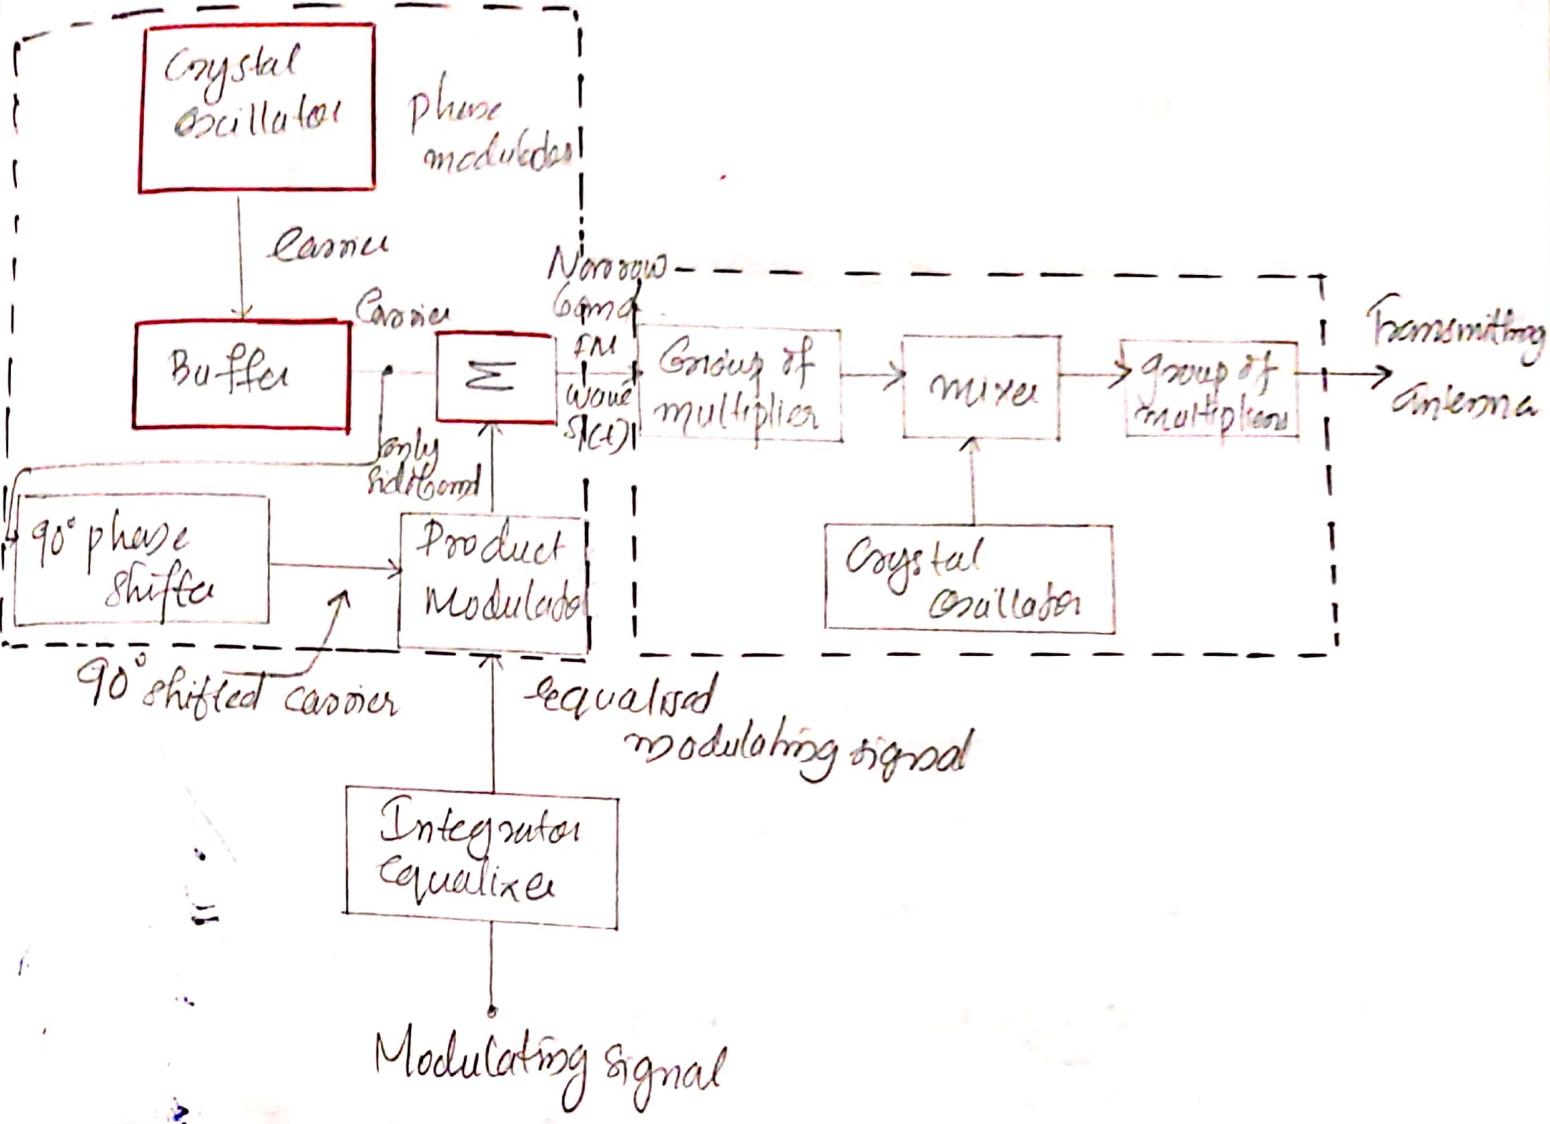 Crystal
oscillator
phase
modulator
Carrier
Carrier
Buffer
Σ
Narrow
band
FM
wave
S(t)
Group of
multiplier
mixer
group of
multipliers
Transmitting
antenna
only
sideband
90° phase
shifter
Product
Modulator
Crystal
oscillator
90° shifted carrier
equalised
modulating signal
Integrator
equalizer
Modulating signal